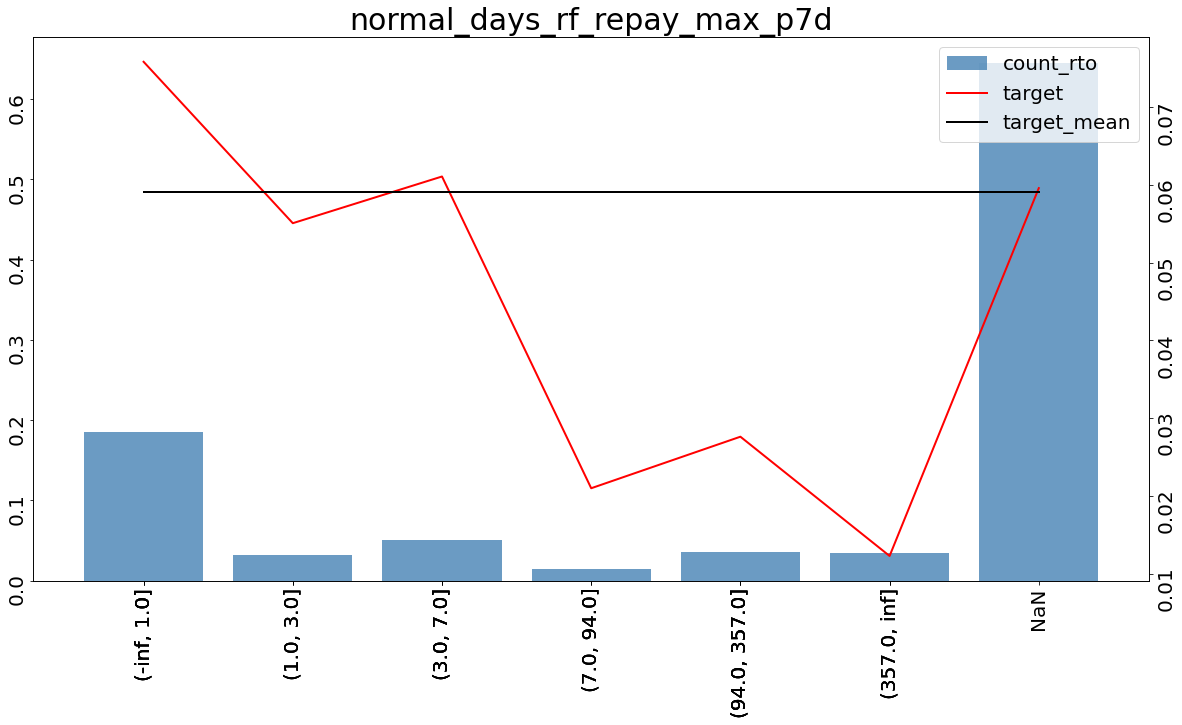 normal_days_rf_repay_max_p7d
count_rto
target
target_mean
0.6
0.5
0.4
0.3
0.2
0.1
0.0
0.07
0.06
0.05
0.04
0.03
0.02
0.01
(-inf, 1.0]
(1.0, 3.0]
(3.0, 7.0]
(7.0, 94.0]
(94.0, 357.0]
(357.0, inf]
NaN